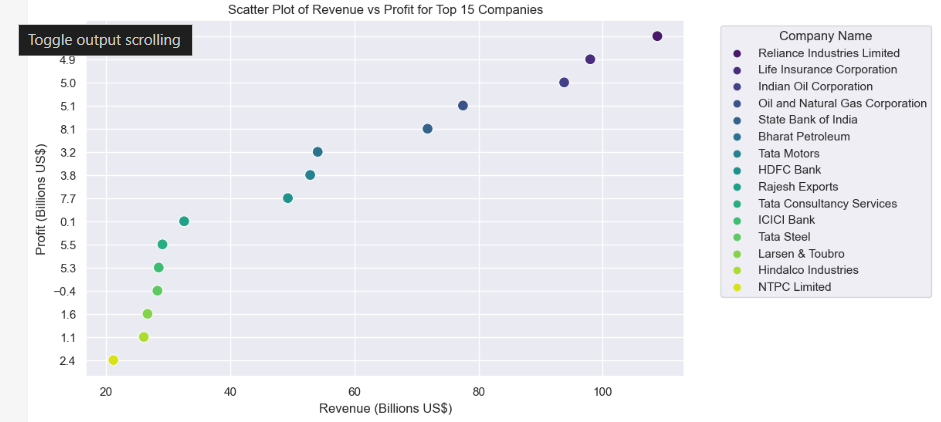 Scatter Plot of Revenue vs Profit for Top 15 Companies
Toggle output scrolling
4.9
5.0
5.1
8.1
3.2
3.8
7.7
0.1
5.5
5.3
−0.4
1.6
1.1
2.4
Profit (Billions US$)
20 40 60 80 100
Revenue (Billions US$)
Company Name
Reliance Industries Limited
Life Insurance Corporation
Indian Oil Corporation
Oil and Natural Gas Corporation
State Bank of India
Bharat Petroleum
Tata Motors
HDFC Bank
Rajesh Exports
Tata Consultancy Services
ICICI Bank
Tata Steel
Larsen & Toubro
Hindalco Industries
NTPC Limited